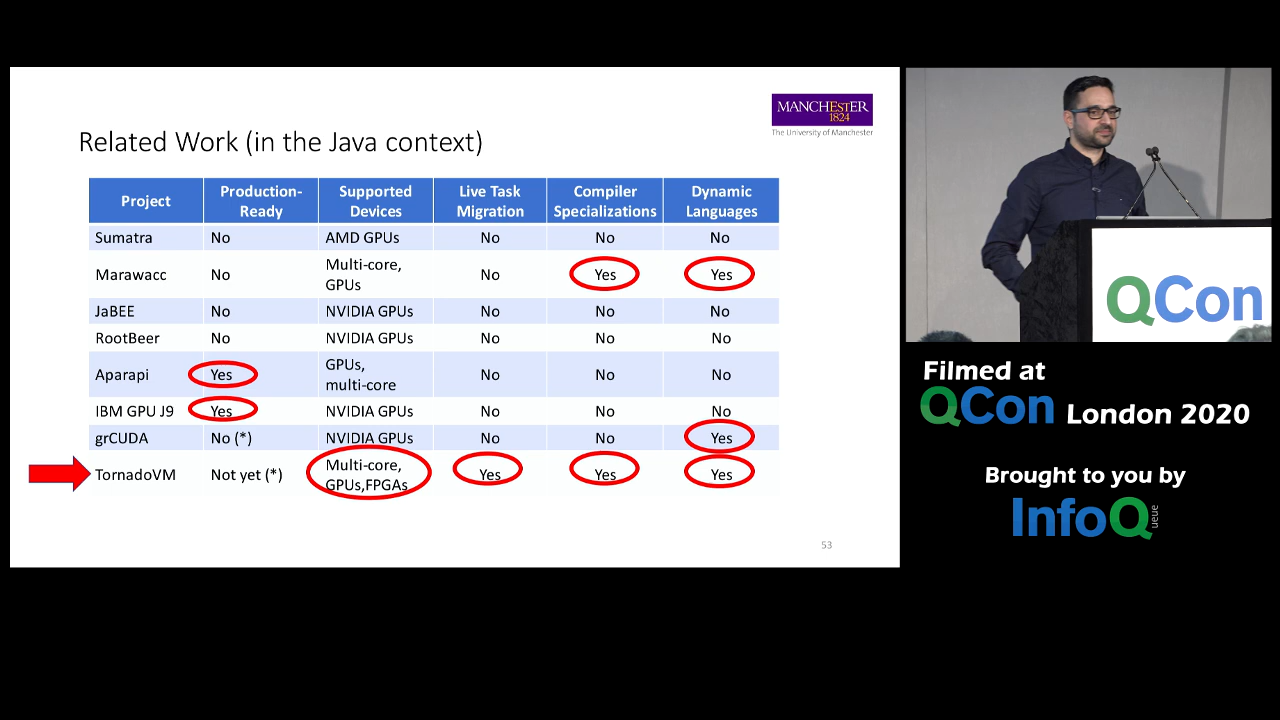 MANCHESTER
1824
The University of Manchester
Related Work (in the Java context)
Project Production-Ready Supported Devices Live Task Migration Compiler Specializations Dynamic Languages
Sumatra No AMD GPUs No No No
Marawacc No Multi-core, GPUs No Yes Yes
JaBEE No NVIDIA GPUs No No No
RootBeer No NVIDIA GPUs No No No
Aparapi Yes GPUs, multi-core No No No
IBM GPU J9 Yes NVIDIA GPUs No No No
grCUDA No (*) NVIDIA GPUs No No Yes
TornadoVM Not yet (*) Multi-core, GPUs,FPGAs Yes Yes Yes
53
QCon
Filmed at
QCon London 2020
Brought to you by
InfoQ
ueue